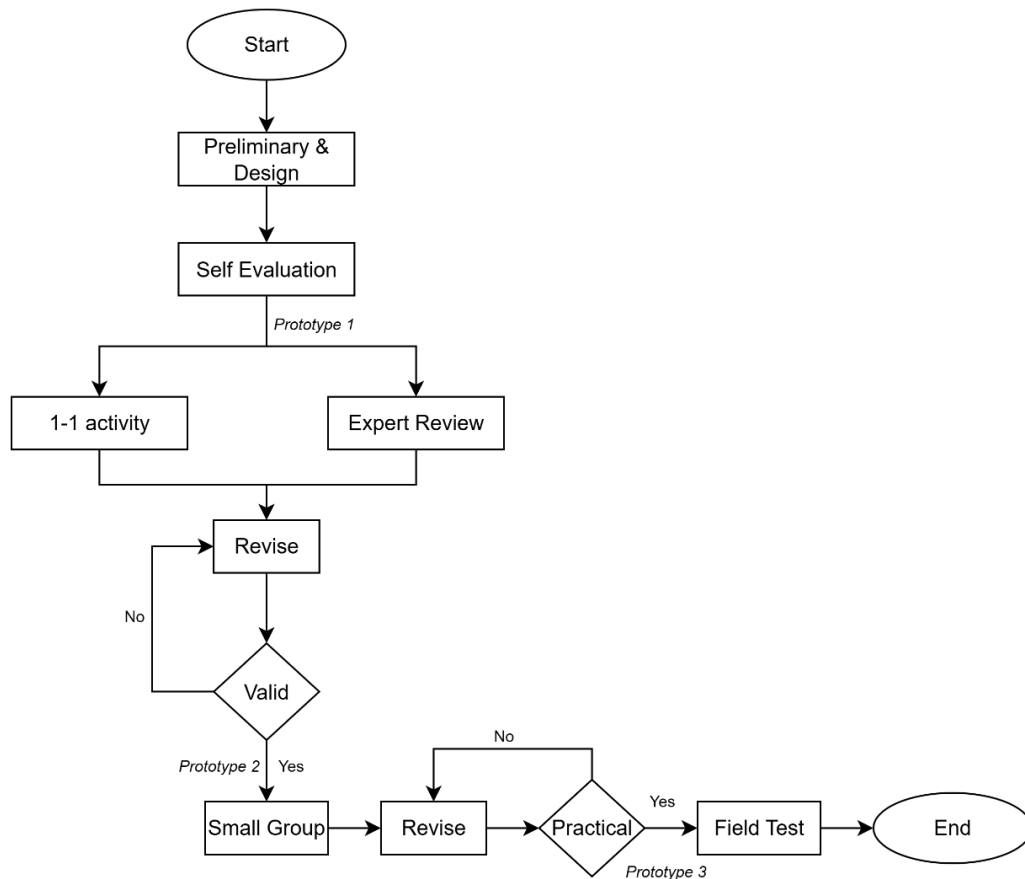 Start
Preliminary &
Design
Self Evaluation
Prototype 1
1-1 activity
Expert Review
Revise
No
Valid
Prototype 2
Yes
Small Group
Revise
No
Practical
Yes
Prototype 3
Field Test
End